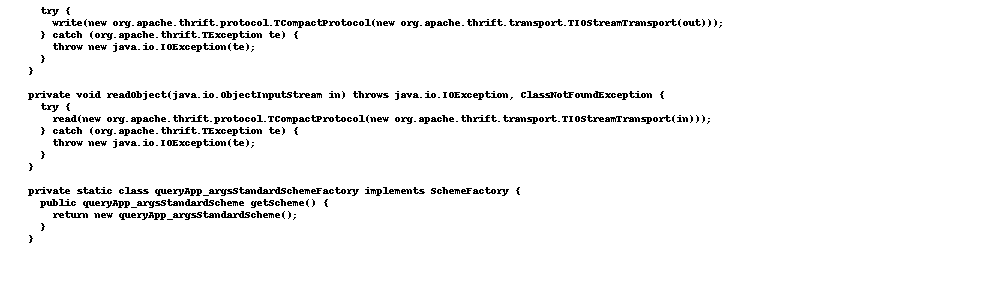 try {
write(new org.apache.thrift.protocol.TCompactProtocol(new org.apache.thrift.transport.TIOStreamTransport(out)));
} catch (org.apache.thrift.TException te) {
throw new java.io.IOException(te);
}
}
private void readObject(java.io.ObjectInputStream in) throws java.io.IOException, ClassNotFoundException {
try {
read(new org.apache.thrift.protocol.TCompactProtocol(new org.apache.thrift.transport.TIOStreamTransport(in)));
} catch (org.apache.thrift.TException te) {
throw new java.io.IOException(te);
}
}
private static class queryApp_argsStandardSchemeFactory implements SchemeFactory {
public queryApp_argsStandardScheme getScheme() {
return new queryApp_argsStandardScheme();
}
}